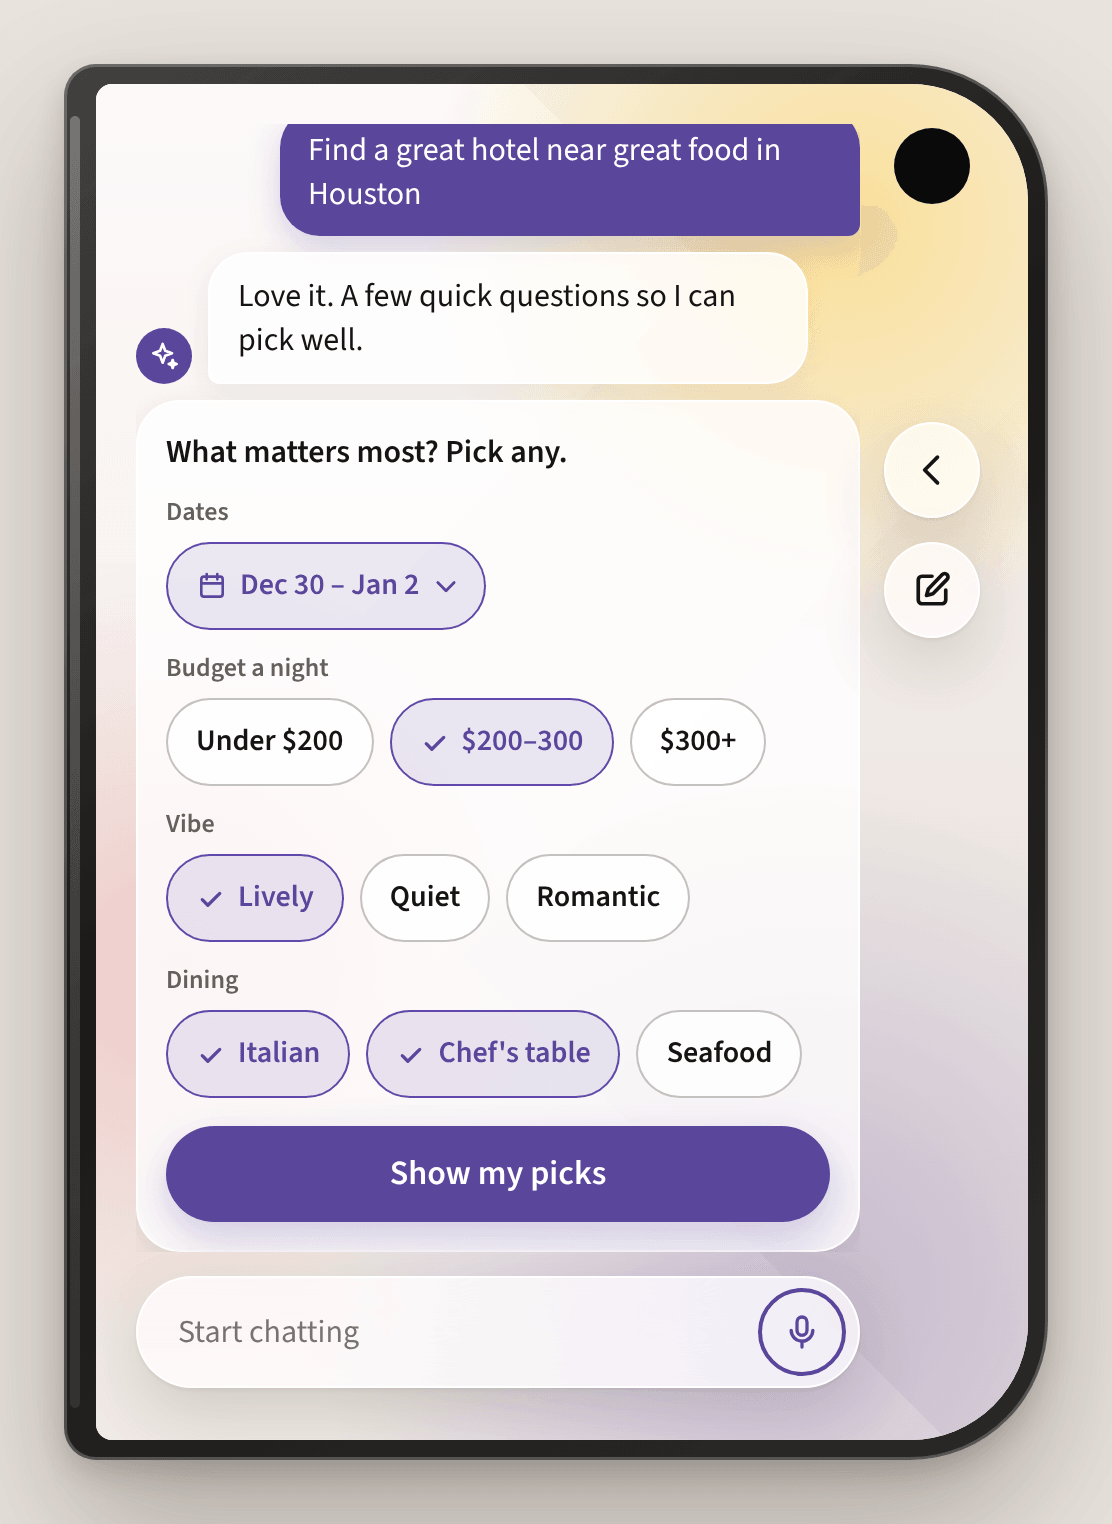 Find a great hotel near great food in
Houston
Love it. A few quick questions so I can
pick well.
What matters most? Pick any.
Dates
Dec 30 – Jan 2
Budget a night
Under $200
$200–300
$300+
Vibe
Lively
Quiet
Romantic
Dining
Italian
Chef's table
Seafood
Show my picks
Start chatting